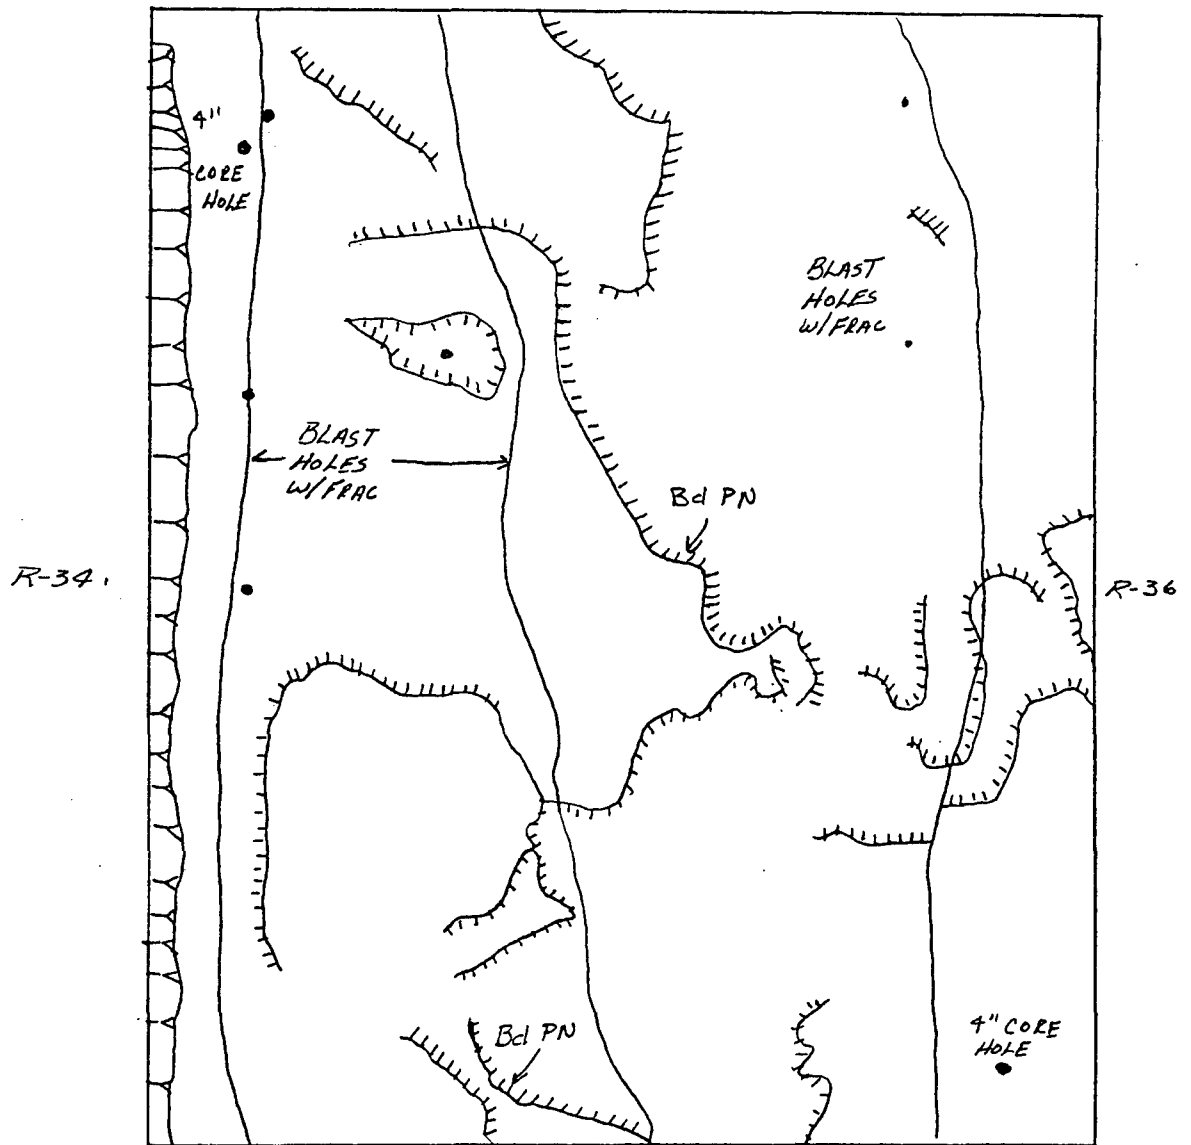 4"
CORE
HOLE
BLAST
HOLES
W/FRAC
BLAST
HOLES
W/FRAC
Bd PN
R-34.
R-36
Bd PN
4" CORE
HOLE